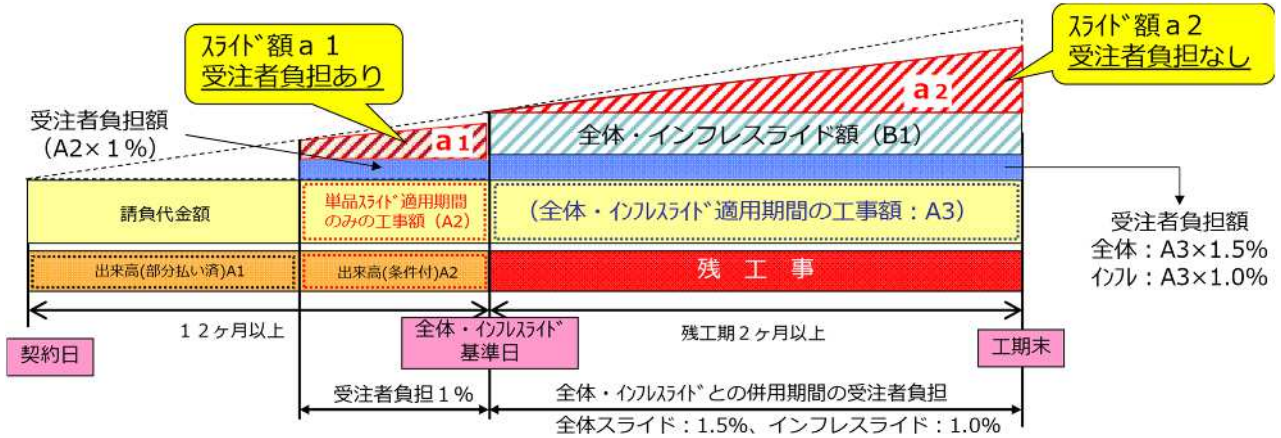 ｽﾗｲﾄﾞ額ａ１
受注者負担あり
ｽﾗｲﾄﾞ額ａ２
受注者負担なし
受注者負担額
（A2×１%）
a1
a2
全体・インフレスライド額（B1）
請負代金額
単品ｽﾗｲﾄﾞ適用期間
のみの工事額（A2）
（全体・ｲﾝﾌﾚｽﾗｲﾄﾞ適用期間の工事額：A3）
受注者負担額
全体：A3×1.5%
ｲﾝﾌﾚ：A3×1.0%
出来高(部分払い済)A1
出来高(条件付)A2
残 工 事
１２ヶ月以上
残工期２ヶ月以上
契約日
全体・ｲﾝﾌﾚｽﾗｲﾄﾞ
基準日
工期末
受注者負担１%
全体・ｲﾝﾌﾚｽﾗｲﾄﾞとの併用期間の受注者負担
全体スライド：1.5%、インフレスライド：1.0%